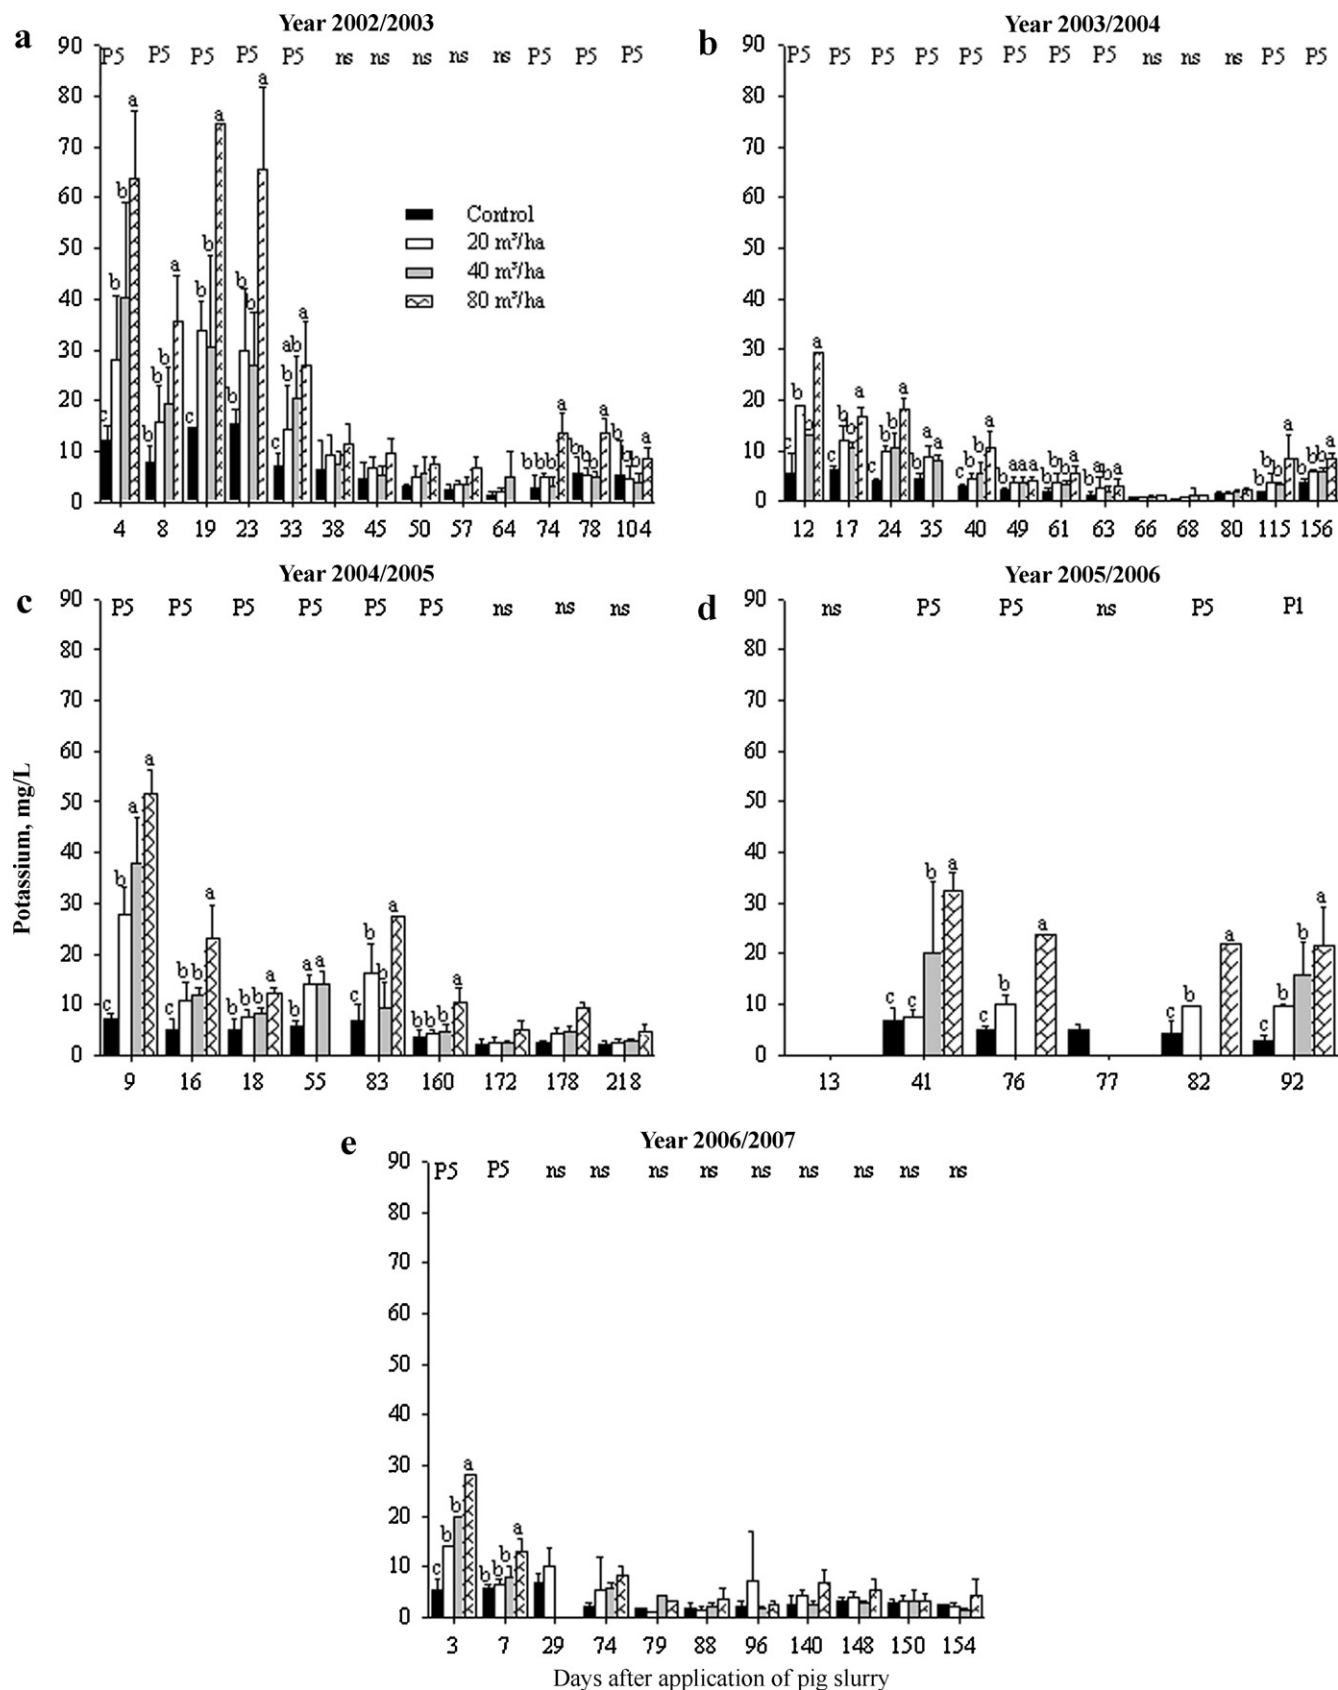 a
Year 2002/2003
90
80
70
60
50
40
30
20
10
0
P5 P5 P5 P5 P5 ns ns ns ns ns P5 P5 P5
a a a
b a
b b b b b a
b b b ab a
c b c b c b a a b a
b b b b b b b b
Control
20 m³/ha
40 m³/ha
80 m³/ha
4 8 19 23 33 38 45 50 57 64 74 78 104
b
Year 2003/2004
90
80
70
60
50
40
30
20
10
0
P5 P5 P5 P5 P5 P5 P5 P5 ns ns ns P5 P5
a
b a a
c b b b b b b a a a b a
c c b c b b a a a b b a b a b b a b b b a
12 17 24 35 40 49 61 63 66 68 80 115 156
c
Year 2004/2005
90
80
70
60
50
40
30
20
10
0
P5 P5 P5 P5 P5 P5 ns ns ns
a
a
b a a
b b a a b b a
c c b b b a b c b b b
9 16 18 55 83 160 172 178 218
d
Year 2005/2006
90
80
70
60
50
40
30
20
10
0
ns P5 P5 ns P5 P1
b a
a a a
c c c b c b c b b
13 41 76 77 82 92
Potassium, mg/L
e
Year 2006/2007
90
80
70
60
50
40
30
20
10
0
P5 P5 ns ns ns ns ns ns ns ns ns
a
b b a
c b b b
3 7 29 74 79 88 96 140 148 150 154
Days after application of pig slurry